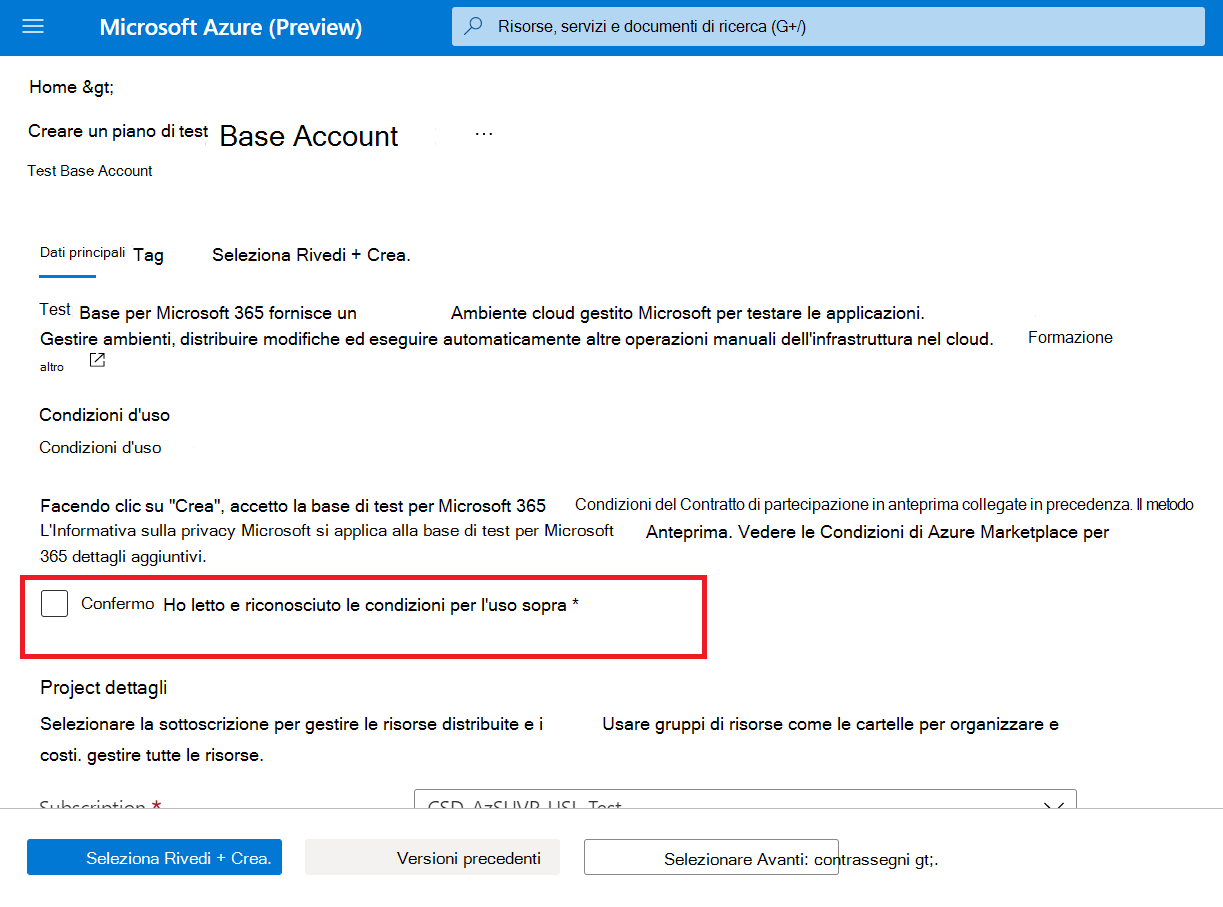 Microsoft Azure (Preview) Risorse, servizi e documenti di ricerca (G+/)
Home &gt;
Creare un piano di test Base Account ...
Test Base Account
Dati principali Tag Seleziona Rivedi + Crea.
Test Base per Microsoft 365 fornisce un Ambiente cloud gestito Microsoft per testare le applicazioni.
Gestire ambienti, distribuire modifiche ed eseguire automaticamente altre operazioni manuali dell'infrastruttura nel cloud. Formazione
altro
Condizioni d'uso
Condizioni d'uso
Facendo clic su "Crea", accetto la base di test per Microsoft 365 Condizioni del Contratto di partecipazione in anteprima collegate in precedenza. Il metodo
L'Informativa sulla privacy Microsoft si applica alla base di test per Microsoft Anteprima. Vedere le Condizioni di Azure Marketplace per
365 dettagli aggiuntivi.
Confermo Ho letto e riconosciuto le condizioni per l'uso sopra *
Project dettagli
Selezionare la sottoscrizione per gestire le risorse distribuite e i Usare gruppi di risorse come le cartelle per organizzare e
costi. gestire tutte le risorse.
Subscription * CSD_AzSUVP_USL_Test
Seleziona Rivedi + Crea. Versioni precedenti Selezionare Avanti: contrassegni gt;.